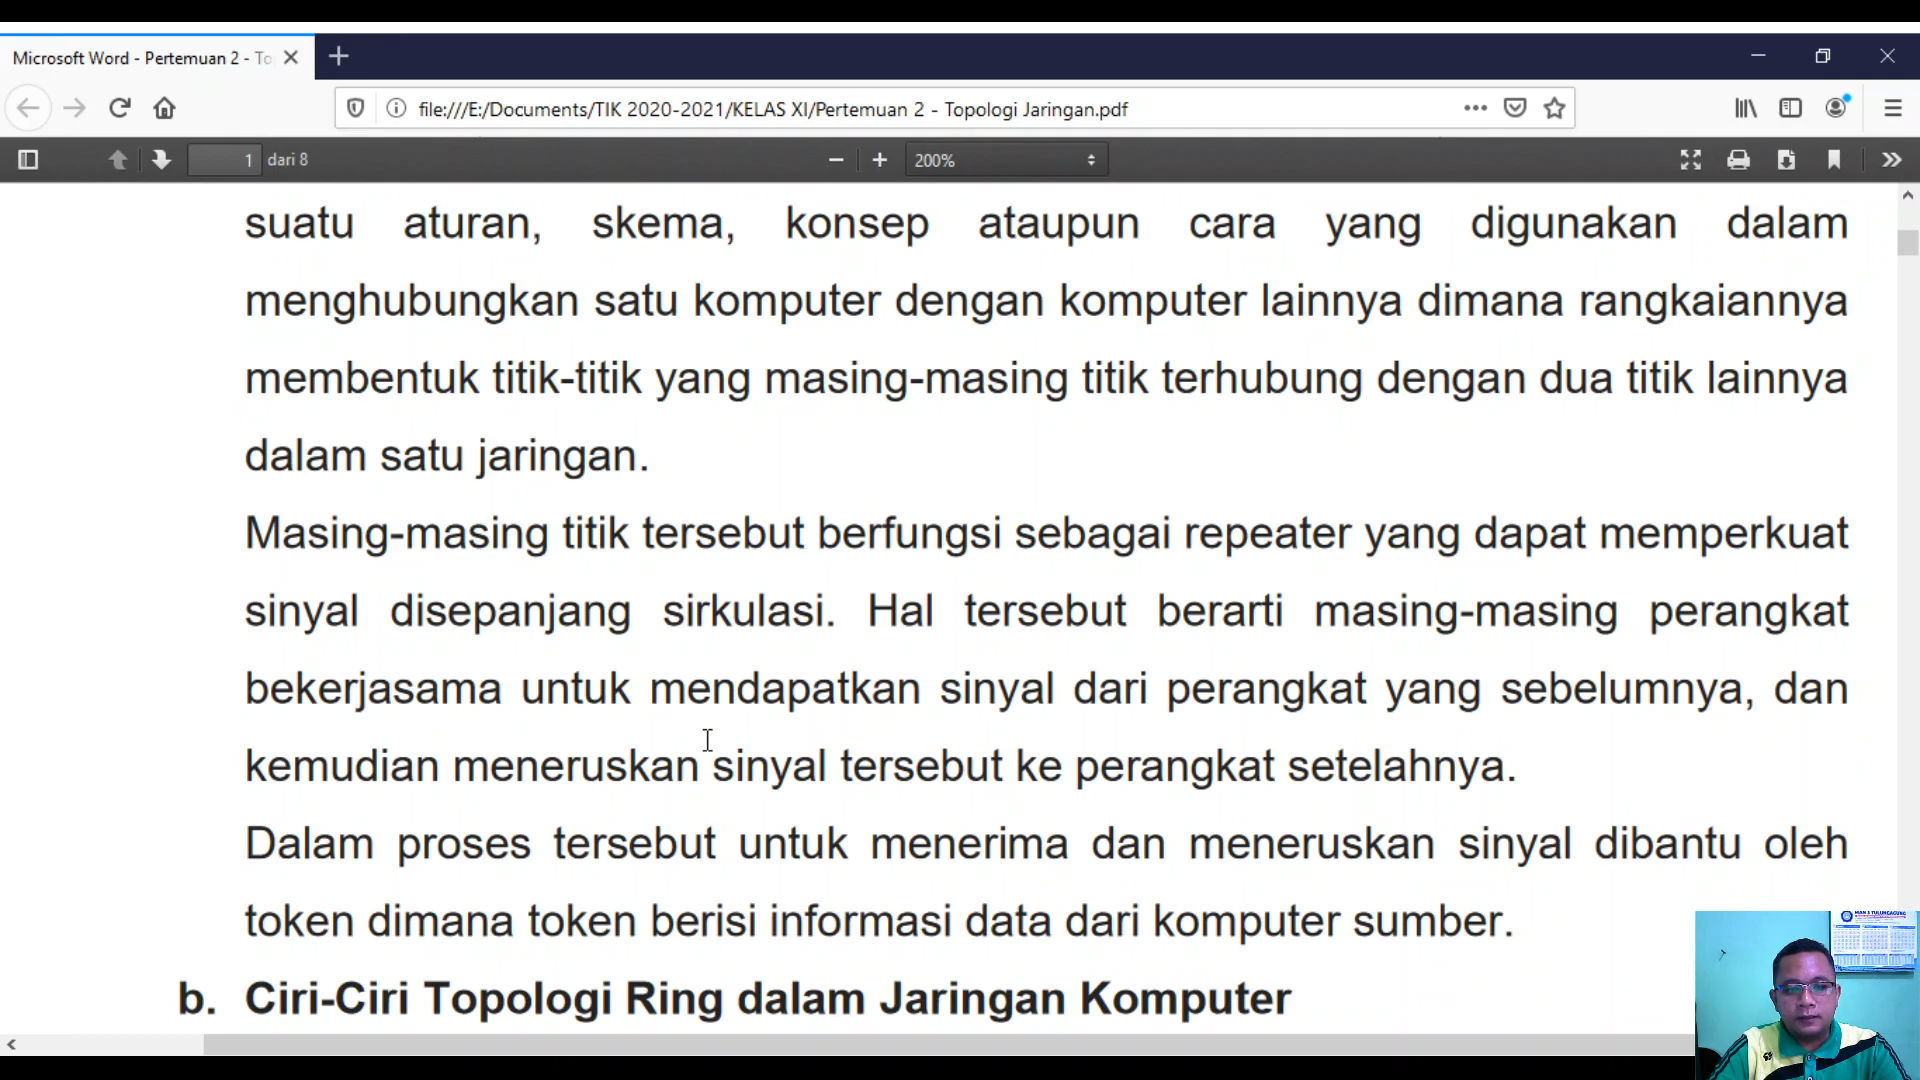 Microsoft Word - Pertemuan 2 - To
file:///E:/Documents/TIK 2020-2021/KELAS XI/Pertemuan 2 - Topologi Jaringan.pdf
1 dari 8
200%
suatu aturan, skema, konsep ataupun cara yang digunakan dalam
menghubungkan satu komputer dengan komputer lainnya dimana rangkaiannya
membentuk titik-titik yang masing-masing titik terhubung dengan dua titik lainnya
dalam satu jaringan.
Masing-masing titik tersebut berfungsi sebagai repeater yang dapat memperkuat
sinyal disepanjang sirkulasi. Hal tersebut berarti masing-masing perangkat
bekerjasama untuk mendapatkan sinyal dari perangkat yang sebelumnya, dan
kemudian meneruskan sinyal tersebut ke perangkat setelahnya.
Dalam proses tersebut untuk menerima dan meneruskan sinyal dibantu oleh
token dimana token berisi informasi data dari komputer sumber.
b. Ciri-Ciri Topologi Ring dalam Jaringan Komputer